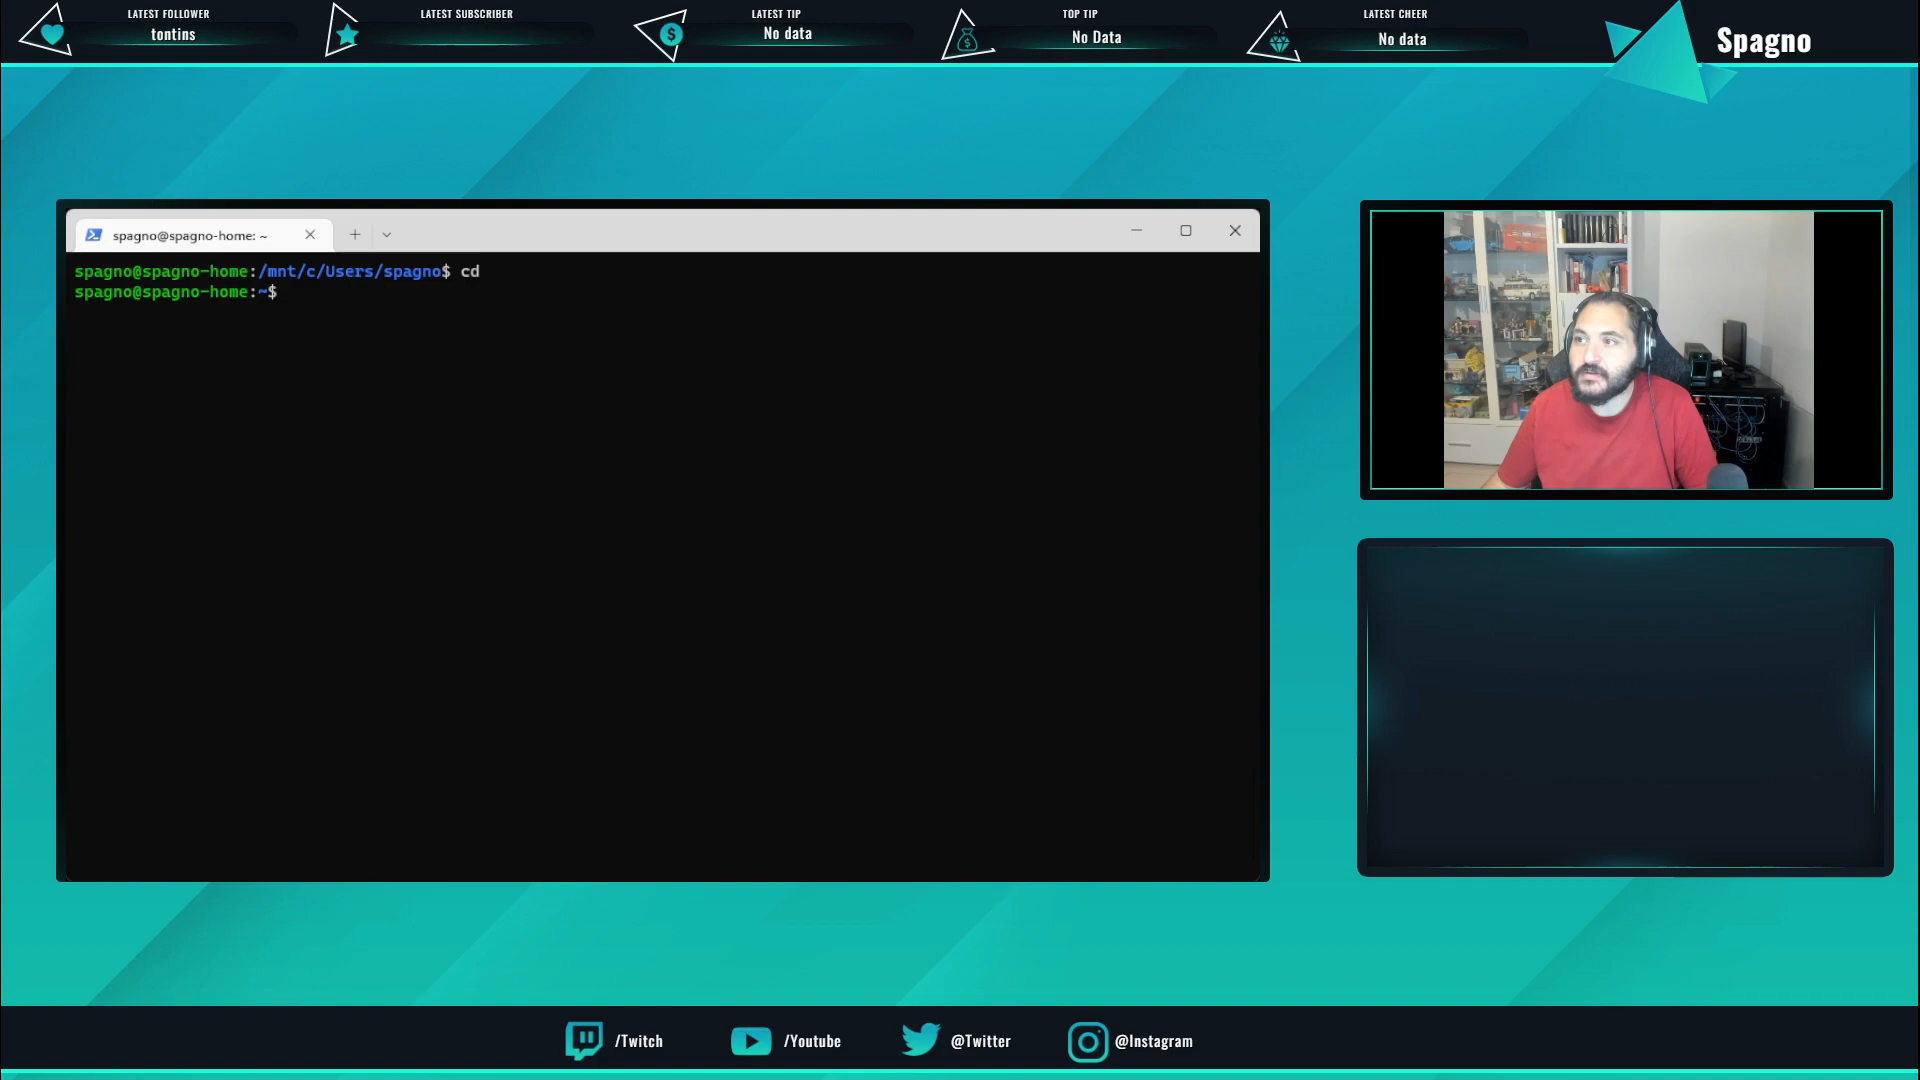 LATEST FOLLOWER
tontins
LATEST SUBSCRIBER
LATEST TIP
No data
TOP TIP
No Data
LATEST CHEER
No data
Spagno
spagno@spagno-home: ~
spagno@spagno-home:/mnt/c/Users/spagno$ cd
spagno@spagno-home:~$
/Twitch
/Youtube
@Twitter
@Instagram